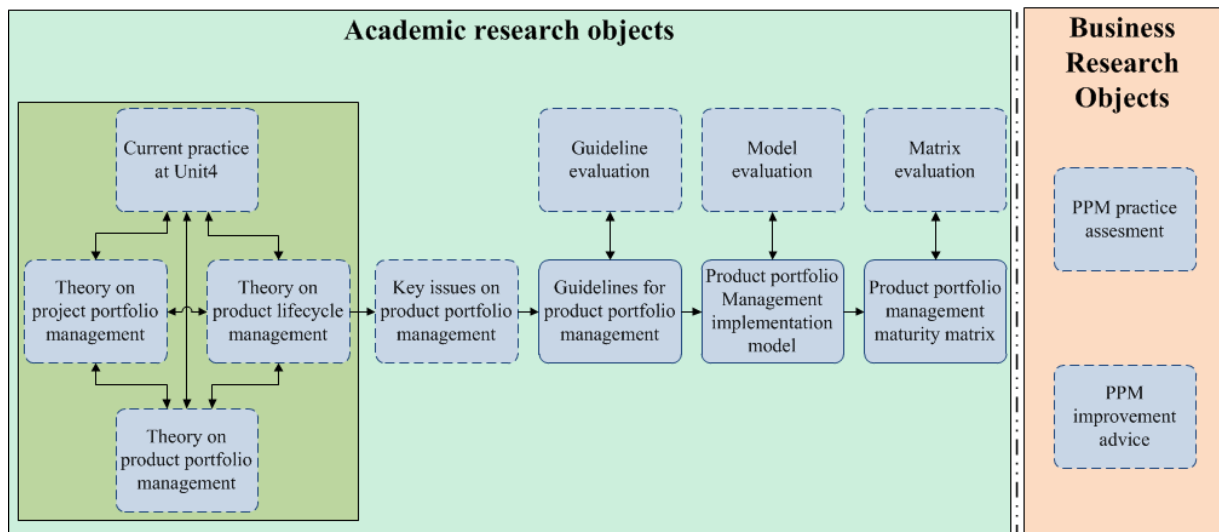 Academic research objects
Current practice
at Unit4
Theory on
project portfolio
management
Theory on
product lifecycle
management
Theory on
product portfolio
management
Key issues on
product portfolio
management
Guideline
evaluation
Guidelines for
product portfolio
management
Model
evaluation
Product portfolio
Management
implementation
model
Matrix
evaluation
Product portfolio
management
maturity matrix
Business
Research
Objects
PPM practice
assesment
PPM
improvement
advice